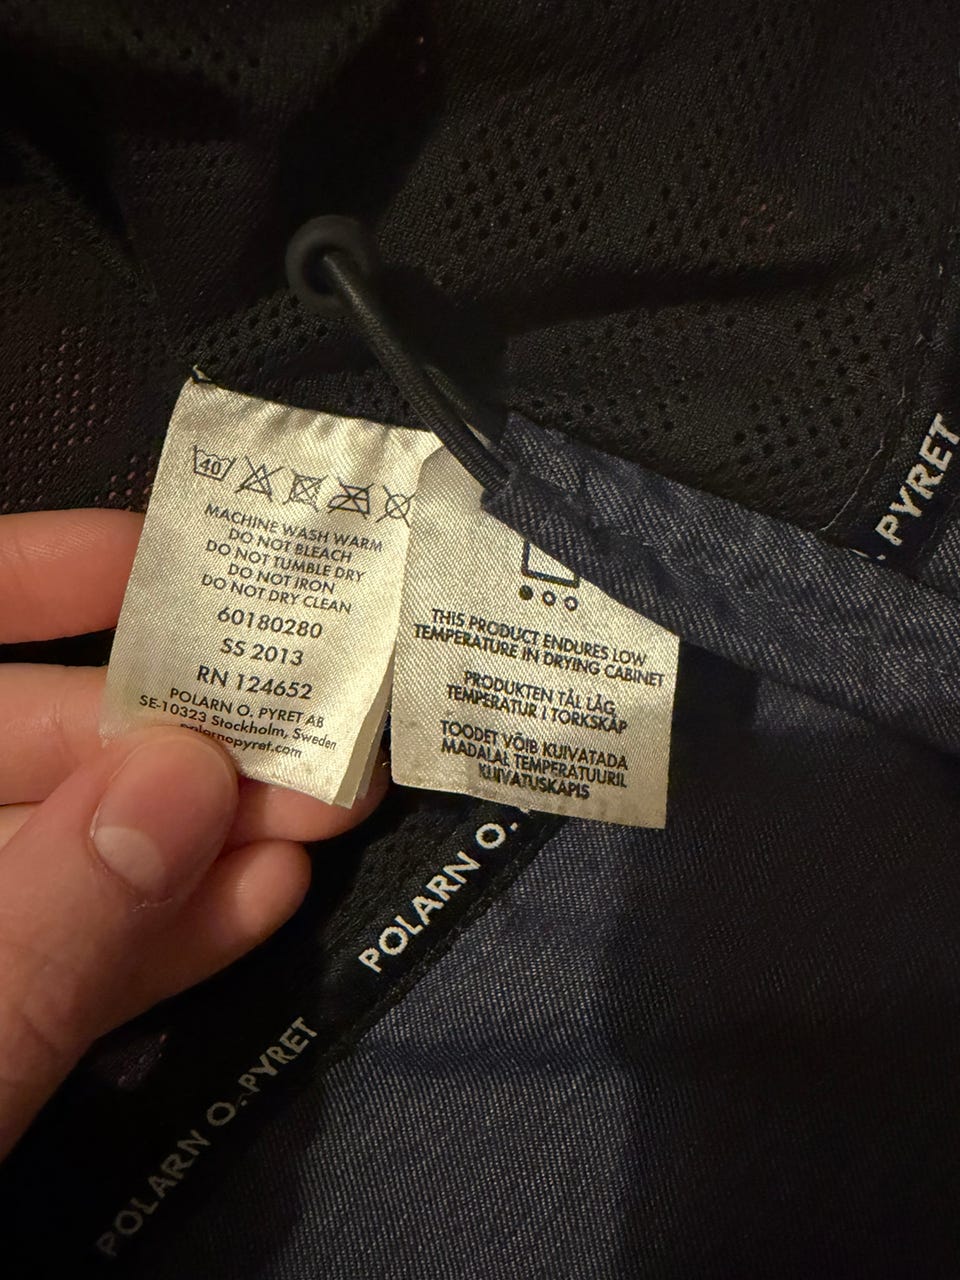 40
MACHINE WASH WARM
DO NOT BLEACH
DO NOT TUMBLE DRY
DO NOT IRON
DO NOT DRY CLEAN
60180280
SS 2013
RN 124652
POLARN O. PYRET AB
SE-10323 Stockholm, Sweden
polarnopyret.com
THIS PRODUCT ENDURES LOW
TEMPERATURE IN DRYING CABINET
PRODUKTEN TÅL LÅG
TEMPERATUR I TORKSKÅP
TOODET VÕIB KUIVATADA
MADALAL TEMPERATUURIL
KUIVATUSKAPIS
. PYRET
POLARN O.
POLARN O. PYRET